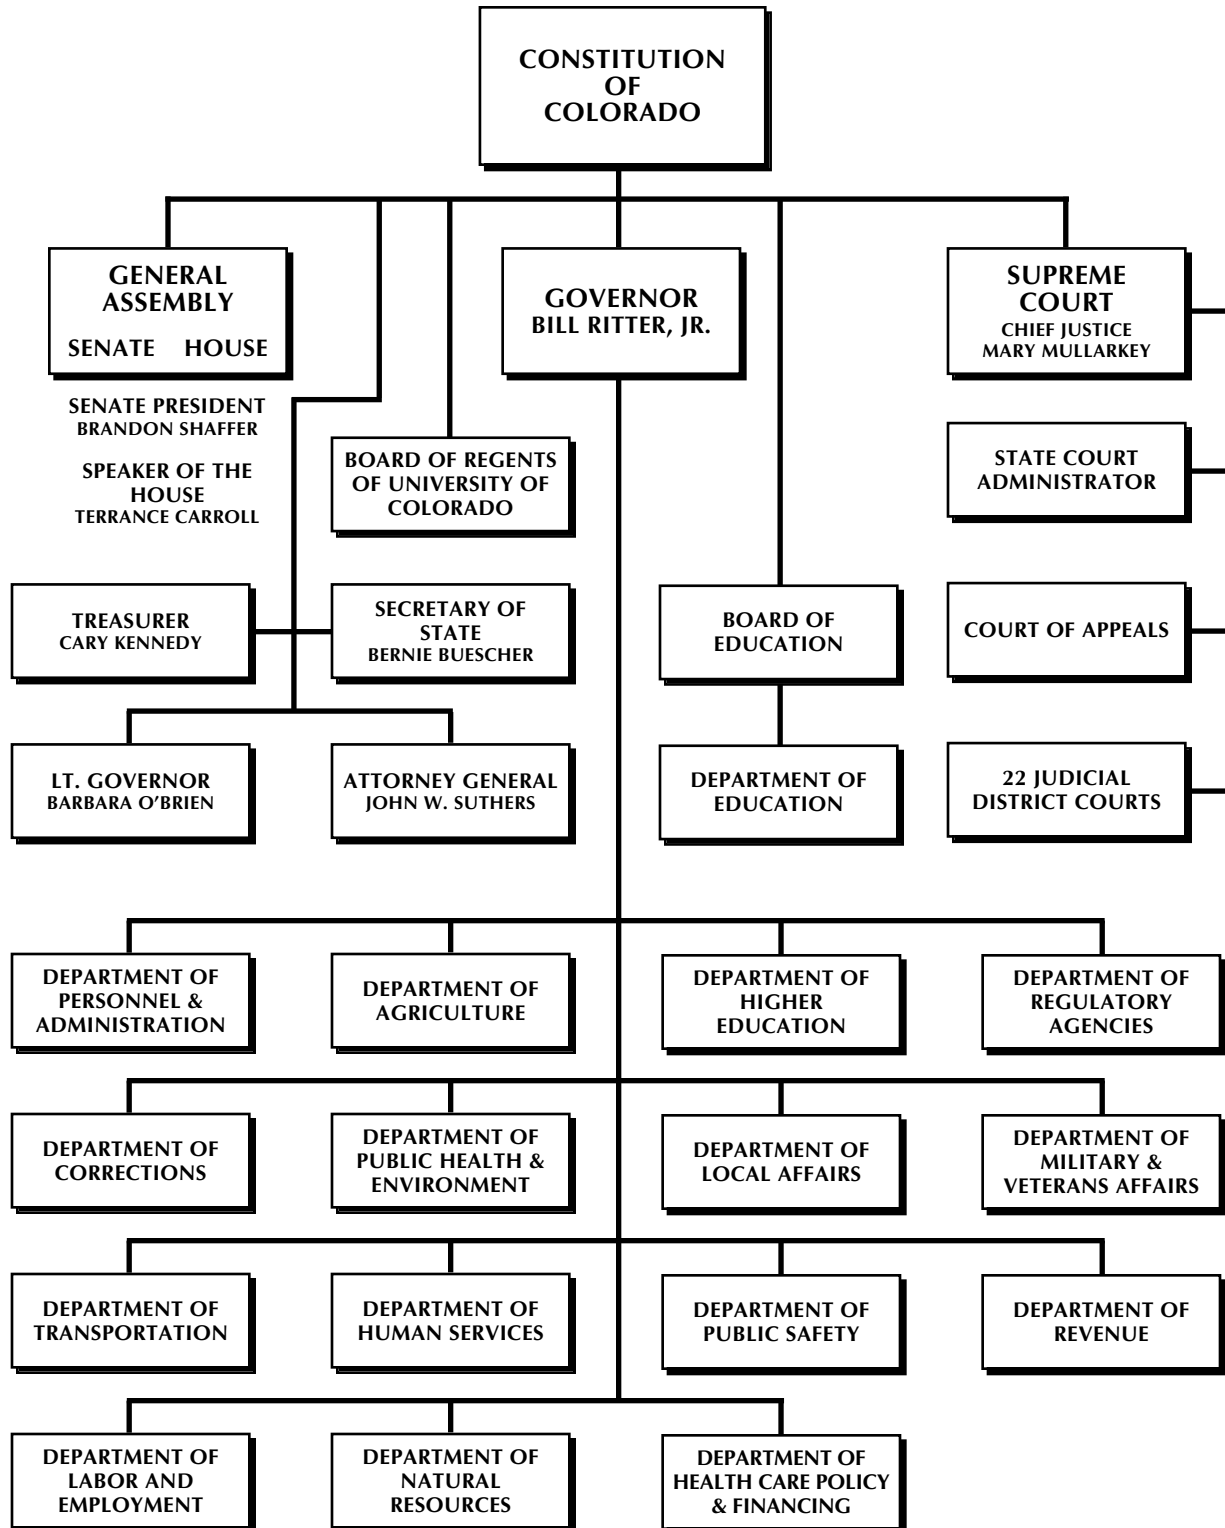 CONSTITUTION
OF
COLORADO
GENERAL
ASSEMBLY
SENATE HOUSE
SENATE PRESIDENT
BRANDON SHAFFER
SPEAKER OF THE
HOUSE
TERRANCE CARROLL
GOVERNOR
BILL RITTER, JR.
SUPREME
COURT
CHIEF JUSTICE
MARY MULLARKEY
BOARD OF REGENTS
OF UNIVERSITY OF
COLORADO
STATE COURT
ADMINISTRATOR
TREASURER
CARY KENNEDY
SECRETARY OF
STATE
BERNIE BUESCHER
BOARD OF
EDUCATION
COURT OF APPEALS
LT. GOVERNOR
BARBARA O’BRIEN
ATTORNEY GENERAL
JOHN W. SUTHERS
DEPARTMENT OF
EDUCATION
22 JUDICIAL
DISTRICT COURTS
DEPARTMENT OF
PERSONNEL &
ADMINISTRATION
DEPARTMENT OF
AGRICULTURE
DEPARTMENT OF
HIGHER
EDUCATION
DEPARTMENT OF
REGULATORY
AGENCIES
DEPARTMENT OF
CORRECTIONS
DEPARTMENT OF
PUBLIC HEALTH &
ENVIRONMENT
DEPARTMENT OF
LOCAL AFFAIRS
DEPARTMENT OF
MILITARY &
VETERANS AFFAIRS
DEPARTMENT OF
TRANSPORTATION
DEPARTMENT OF
HUMAN SERVICES
DEPARTMENT OF
PUBLIC SAFETY
DEPARTMENT OF
REVENUE
DEPARTMENT OF
LABOR AND
EMPLOYMENT
DEPARTMENT OF
NATURAL
RESOURCES
DEPARTMENT OF
HEALTH CARE POLICY
& FINANCING